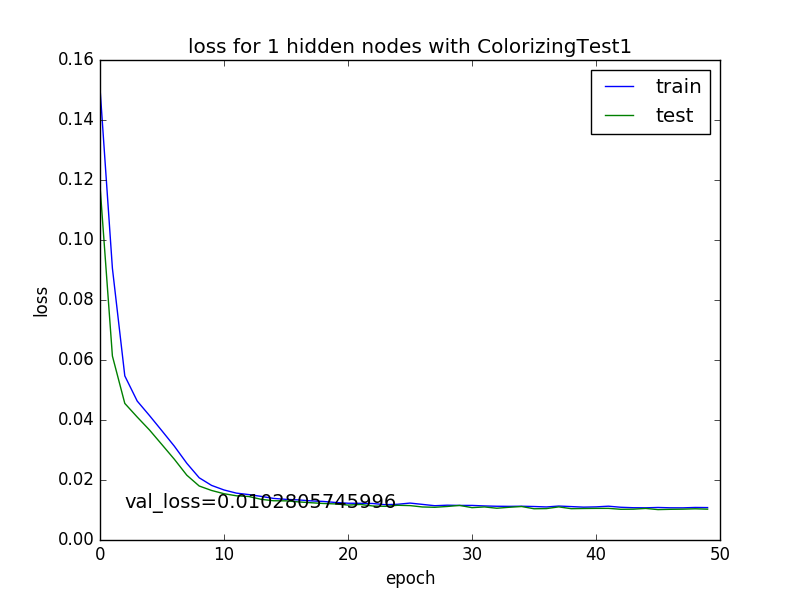 loss for 1 hidden nodes with ColorizingTest1
train
test
0.16
0.14
0.12
0.10
0.08
0.06
0.04
0.02
0.00
loss
val_loss=0.0102805745996
0 10 20 30 40 50
epoch